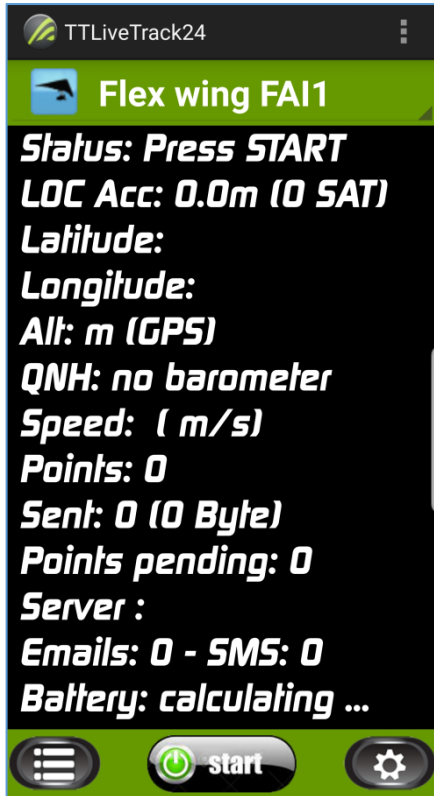 TTLiveTrack24
Flex wing FAI1
Status: Press START
LOC Acc: 0.0m (0 SAT)
Latitude:
Longitude:
Alt: m (GPS)
QNH: no barometer
Speed:  ( m/s)
Points: 0
Sent: 0 (0 Byte)
Points pending: 0
Server :
Emails: 0 - SMS: 0
Battery: calculating ...
start